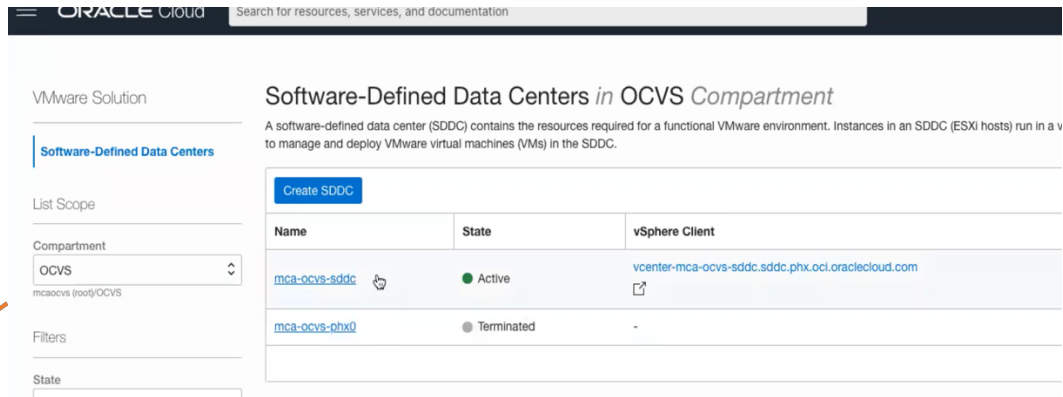 ORACLE Cloud
Search for resources, services, and documentation
VMware Solution
Software-Defined Data Centers
List Scope
Compartment
OCVS
mcaocvs (root)/OCVS
Filters
State
Software-Defined Data Centers in OCVS Compartment
A software-defined data center (SDDC) contains the resources required for a functional VMware environment. Instances in an SDDC (ESXi hosts) run in a v
to manage and deploy VMware virtual machines (VMs) in the SDDC.
Create SDDC
Name State vSphere Client
mca-ocvs-sddc Active vcenter-mca-ocvs-sddc.sddc.phx.oci.oraclecloud.com
mca-ocvs-phx0 Terminated -